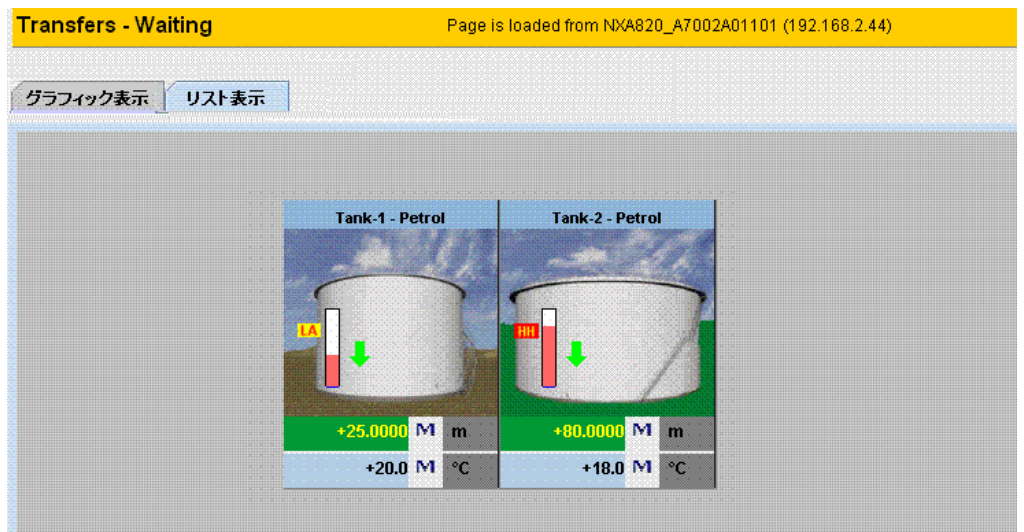 Transfers - Waiting
Page is loaded from NXA820_A7002A01101 (192.168.2.44)
グラフィック表示 リスト表示
Tank-1 - Petrol Tank-2 - Petrol
LA HH
+25.0000 M m +80.0000 M m
+20.0 M °C +18.0 M °C